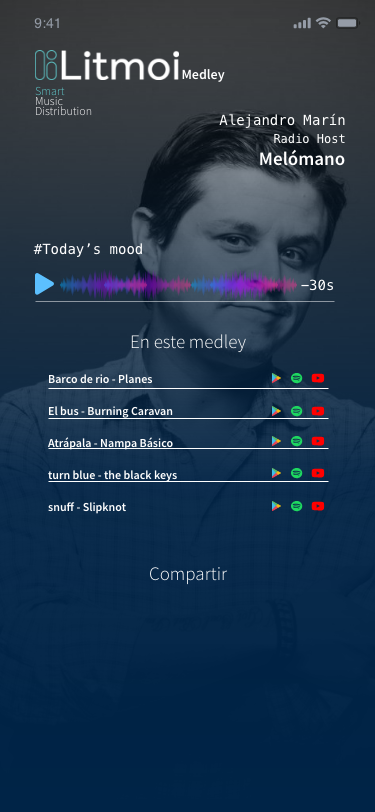 9:41
Litmoi Medley
Smart
Music
Distribution
Alejandro Marín
Radio Host
Melómano
#Today’s mood
−30s
En este medley
Barco de rio - Planes
El bus - Burning Caravan
Atrápala - Nampa Básico
turn blue - the black keys
snuff - Slipknot
Compartir